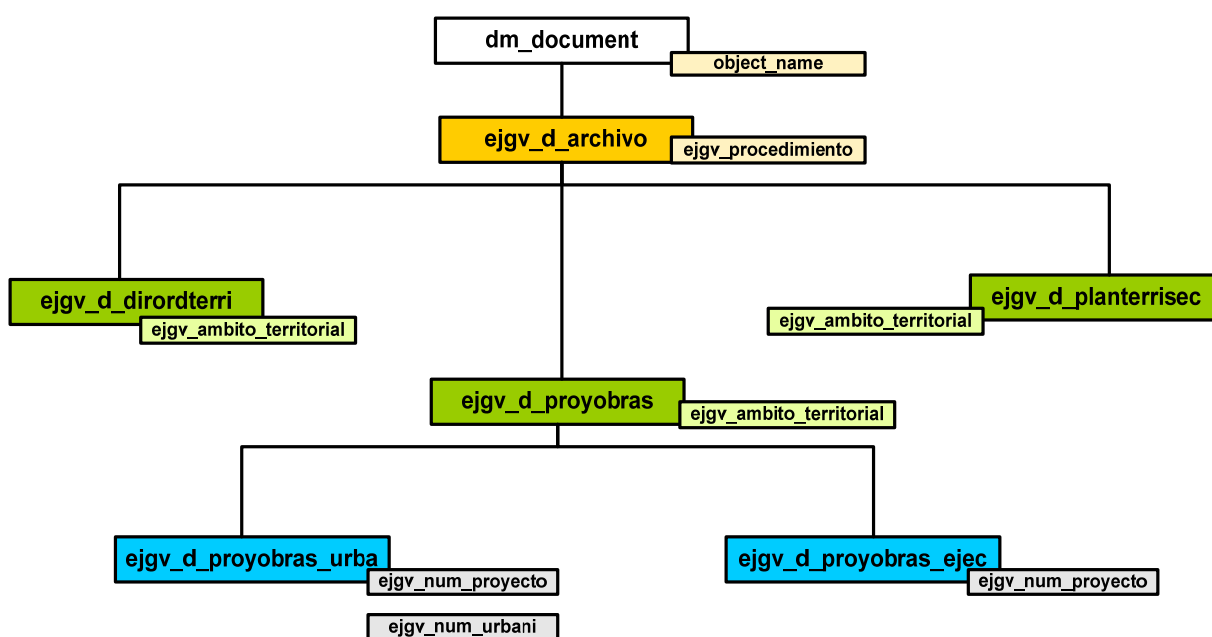 dm_document
object_name
ejgv_d_archivo
ejgv_procedimiento
ejgv_d_dirordterri
ejgv_ambito_territorial
ejgv_d_planterrisec
ejgv_ambito_territorial
ejgv_d_proyobras
ejgv_ambito_territorial
ejgv_d_proyobras_urba
ejgv_num_proyecto
ejgv_num_urbani
ejgv_d_proyobras_ejec
ejgv_num_proyecto